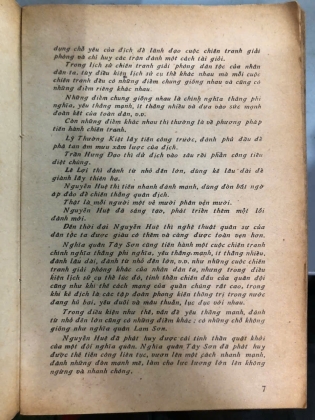 dụng chỗ yếu của địch để lãnh đạo cuộc chiến tranh giải
phóng và chỉ huy các trận đánh một cách tài giỏi.
Trong lịch sử chiến tranh giải phóng dân tộc của nhân
dân ta, tùy điều kiện lịch sử cụ thể khác nhau mà mỗi cuộc
chiến tranh đều có những điểm chung giống nhau và cũng có
những điểm riêng khác nhau.
Những điểm chung giống nhau là chính nghĩa thắng phi
nghĩa, yếu thắng mạnh, ít thắng nhiều và dựa vào sức mạnh
đoàn kết của toàn dân, v.v.
Còn những điểm khác nhau thì thường là về phương pháp
tiến hành chiến tranh.
Lý Thường Kiệt lấy tiến công trước, đánh phủ đầu để
phá tan âm mưu xâm lược của địch.
Trần Hưng Đạo thì dử địch vào sâu rồi phản công tiêu
diệt chúng.
Lê Lợi thì đánh từ nhỏ đến lớn, dùng kế lâu dài để
giành lấy thiên hạ.
Nguyễn Huệ thì tiến nhanh đánh mạnh, dùng đòn bất ngờ
áp đảo để chiến thắng quân địch.
Thật là mỗi người một vẻ mười phân vẹn mười.
Nguyễn Huệ đã sáng tạo, phát triển thêm một lối
đánh mới.
Đến thời đại Nguyễn Huệ thì nghệ thuật quân sự của
dân tộc ta được giàu có thêm và càng được toàn vẹn hơn.
Nghĩa quân Tây Sơn cũng tiến hành một cuộc chiến tranh
chính nghĩa thắng phi nghĩa, yếu thắng mạnh, ít thắng nhiều,
đánh lâu dài, đánh từ nhỏ đến lớn, v.v. như những cuộc chiến
tranh giải phóng khác của nhân dân ta, nhưng trong điều
kiện lịch sử cụ thể lúc đó, tinh thần chiến đấu của quân đội
cũng như khí thế cách mạng của quần chúng rất cao, trong
khi kẻ địch là các tập đoàn phong kiến thống trị trong nước
đang hủ bại, yếu đuối và mâu thuẫn, lục đục với nhau.
Trong điều kiện như thế, vấn đề yếu thắng mạnh, đánh
từ nhỏ đến lớn cũng có những điểm khác ; có những chỗ không
giống như nghĩa quân Lam Sơn.
Nguyễn Huệ đã phát huy được cái tinh thần quật khởi
của một đội nghĩa quân. Nghĩa quân Tây Sơn đã phát huy
được thế tiến công liên tục, vươn lên một cách nhanh mạnh,
đánh những đòn mạnh mẽ, làm cho lực lượng lớn lên không
ngừng và nhanh chóng.
7